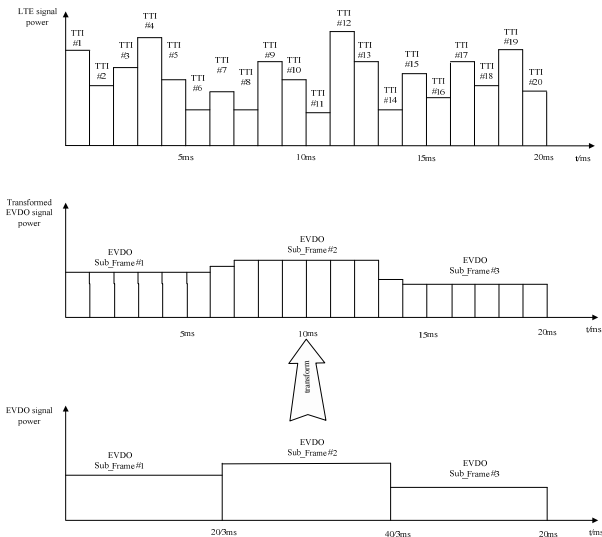 LTE signal
power
TTI
#1
TTI
#2
TTI
#3
TTI
#4
TTI
#5
TTI
#6
TTI
#7
TTI
#8
TTI
#9
TTI
#10
TTI
#11
TTI
#12
TTI
#13
TTI
#14
TTI
#15
TTI
#16
TTI
#17
TTI
#18
TTI
#19
TTI
#20
5ms
10ms
15ms
20ms
t/ms
Transformed
EVDO signal
power
EVDO
Sub_Frame#1
EVDO
Sub_Frame#2
EVDO
Sub_Frame#3
5ms
10ms
15ms
20ms
t/ms
transform
EVDO signal
power
EVDO
Sub_Frame#1
EVDO
Sub_Frame#2
EVDO
Sub_Frame#3
20/3ms
40/3ms
20ms
t/ms